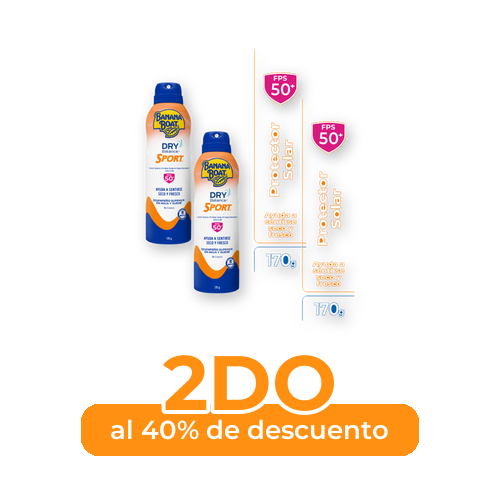 BANANA
BOAT
DRY
Balance
SPORT
50+
AYUDA A SENTIRSE
SECO Y FRESCO
BANANA
BOAT
DRY
Balance
SPORT
50+
AYUDA A SENTIRSE
SECO Y FRESCO
FPS
50+
Protector
Solar
Ayuda a
sentirse
seco y
fresco
170g
FPS
50+
Protector
Solar
Ayuda a
sentirse
seco y
fresco
170g
2DO
al 40% de descuento